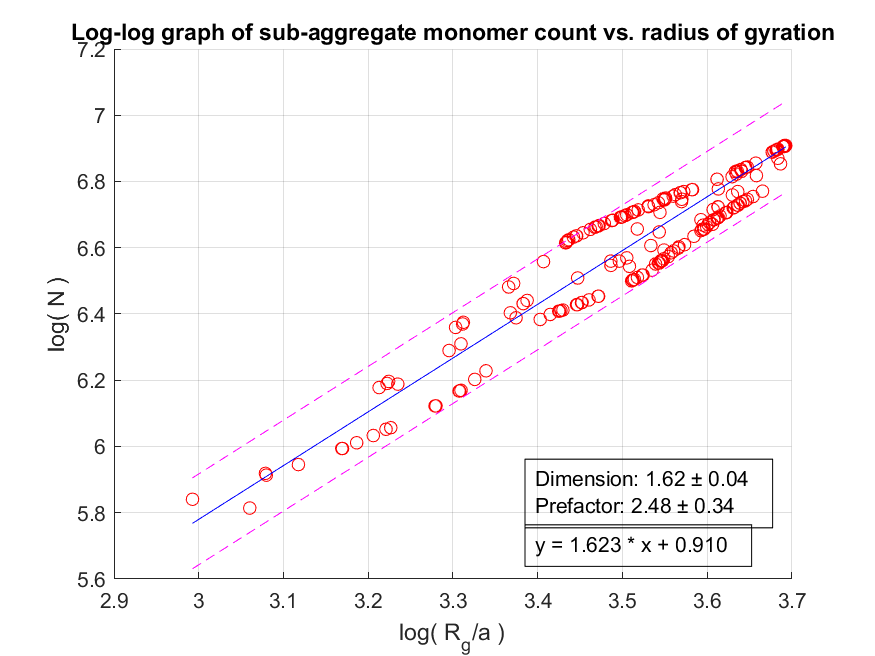 Log-log graph of sub-aggregate monomer count vs. radius of gyration
7.2
7
6.8
6.6
6.4
6.2
6
5.8
5.6
log( N )
Dimension: 1.62 ± 0.04
Prefactor: 2.48 ± 0.34
y = 1.623 * x + 0.910
2.9 3 3.1 3.2 3.3 3.4 3.5 3.6 3.7
log( Rg/a )